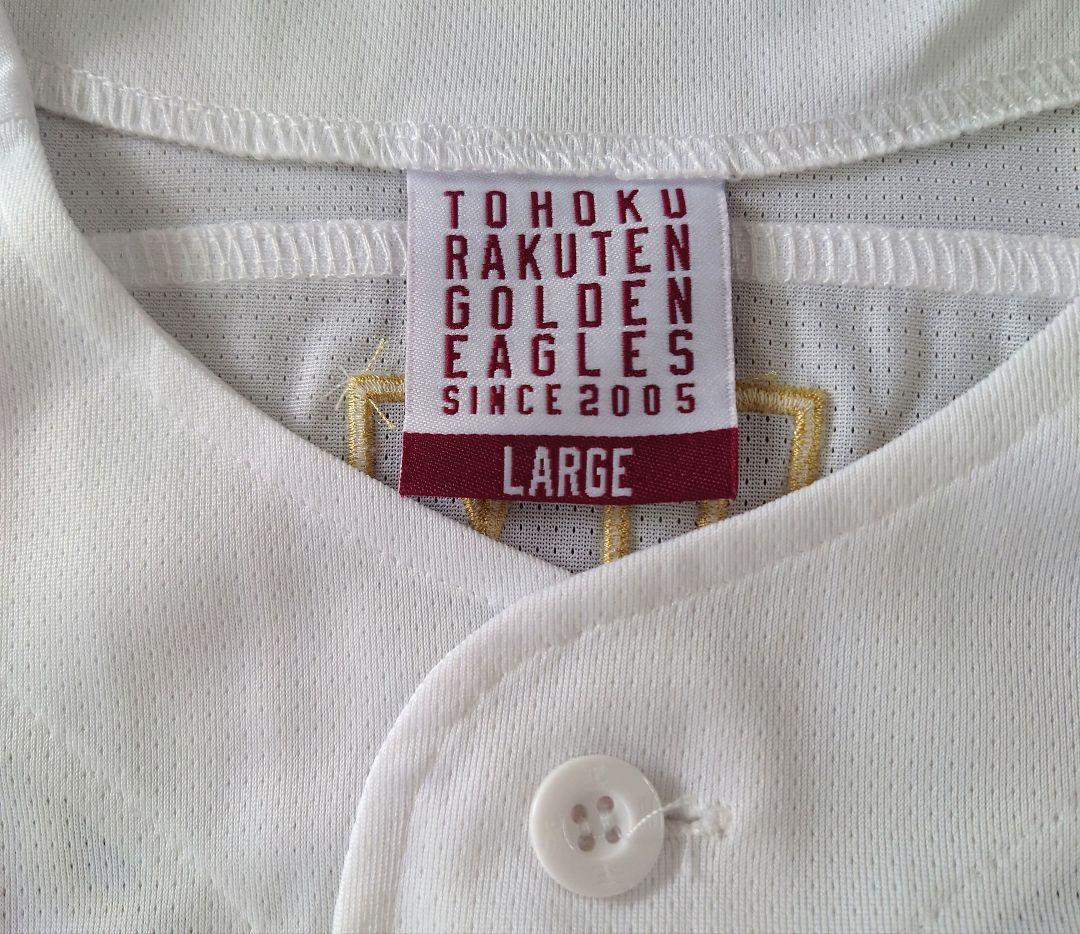 TOHOKU
RAKUTEN
GOLDEN
EAGLES
SINCE 2005
LARGE